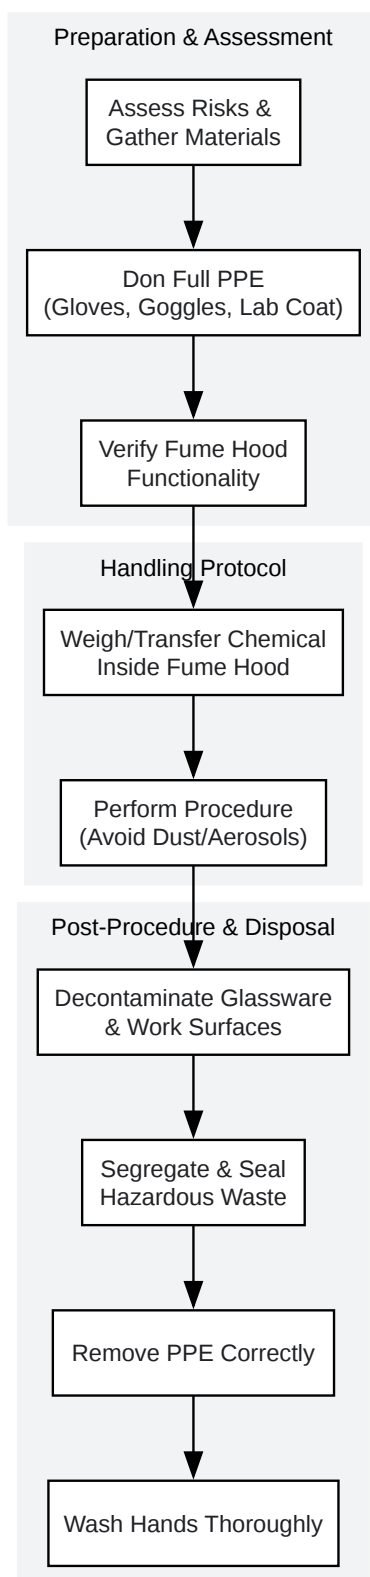 Preparation & Assessment
Assess Risks &
Gather Materials
Don Full PPE
(Gloves, Goggles, Lab Coat)
Verify Fume Hood
Functionality
Handling Protocol
Weigh/Transfer Chemical
Inside Fume Hood
Perform Procedure
(Avoid Dust/Aerosols)
Post-Procedure & Disposal
Decontaminate Glassware
& Work Surfaces
Segregate & Seal
Hazardous Waste
Remove PPE Correctly
Wash Hands Thoroughly